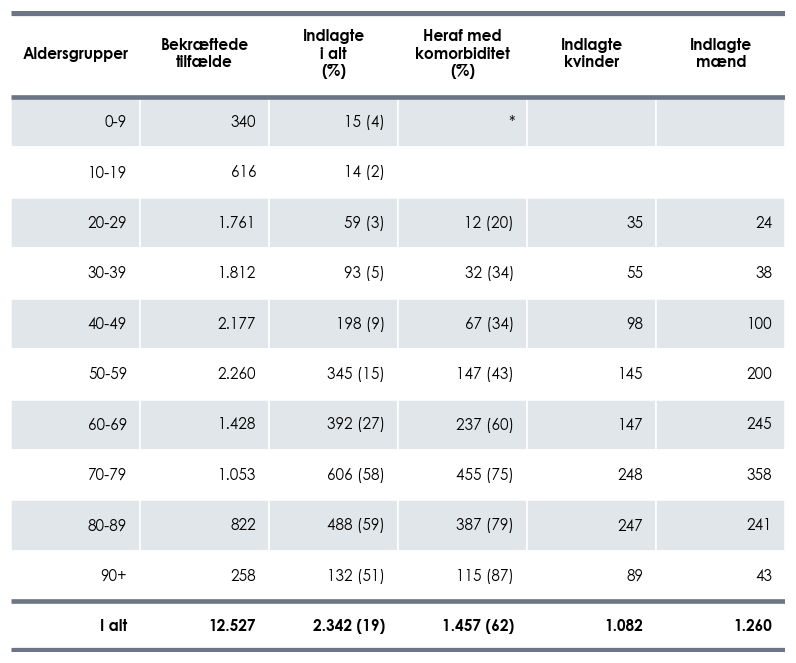 Aldersgrupper Bekræftede tilfælde Indlagte i alt (%) Heraf med komorbiditet (%) Indlagte kvinder Indlagte mænd
0-9 340 15 (4) *
10-19 616 14 (2)
20-29 1.761 59 (3) 12 (20) 35 24
30-39 1.812 93 (5) 32 (34) 55 38
40-49 2.177 198 (9) 67 (34) 98 100
50-59 2.260 345 (15) 147 (43) 145 200
60-69 1.428 392 (27) 237 (60) 147 245
70-79 1.053 606 (58) 455 (75) 248 358
80-89 822 488 (59) 387 (79) 247 241
90+ 258 132 (51) 115 (87) 89 43
I alt 12.527 2.342 (19) 1.457 (62) 1.082 1.260